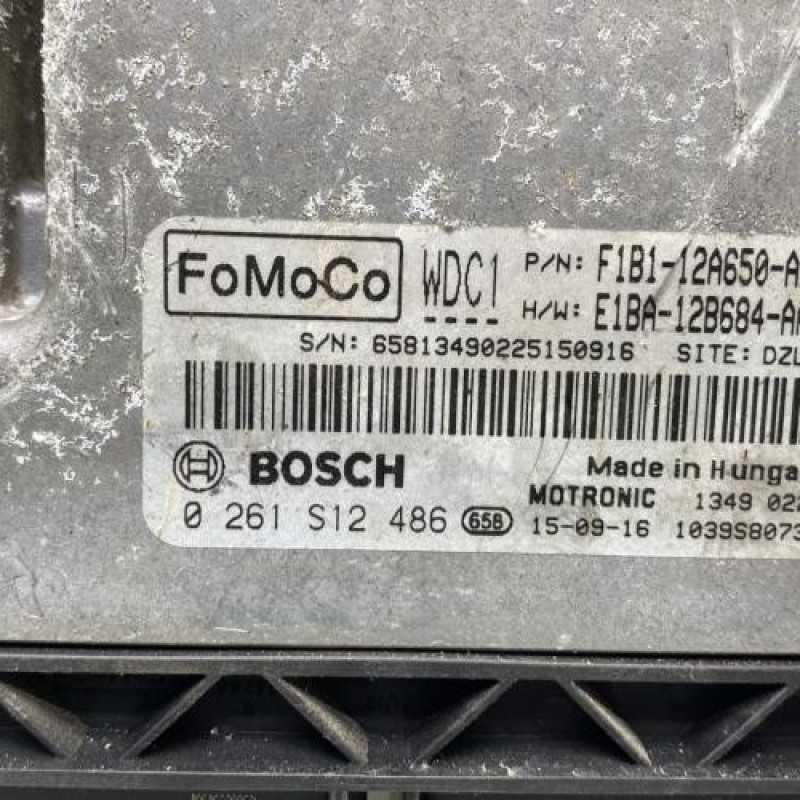 FoMoCo WDC1 P/N: F1B1-12A650-A
H/W: E1BA-12B684-A
S/N: 658134900225150916 SITE: DZL
BOSCH Made in Hunga
MOTRONIC 1349 02
0 261 S12 486 658 15-09-16 1039S8073